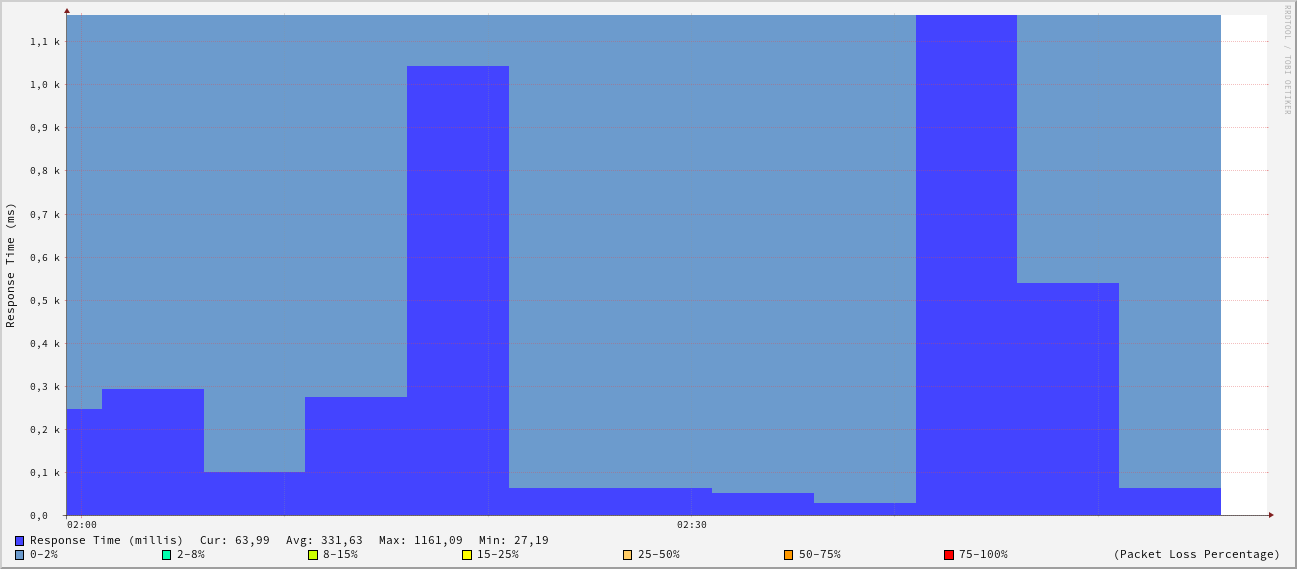 RRDTOOL / TOBI OETIKER
Response Time (ms)
1,1 k
1,0 k
0,9 k
0,8 k
0,7 k
0,6 k
0,5 k
0,4 k
0,3 k
0,2 k
0,1 k
0,0
02:00 02:30
Response Time (millis) Cur: 63,99 Avg: 331,63 Max: 1161,09 Min: 27,19
0-2% 2-8% 8-15% 15-25% 25-50% 50-75% 75-100% (Packet Loss Percentage)